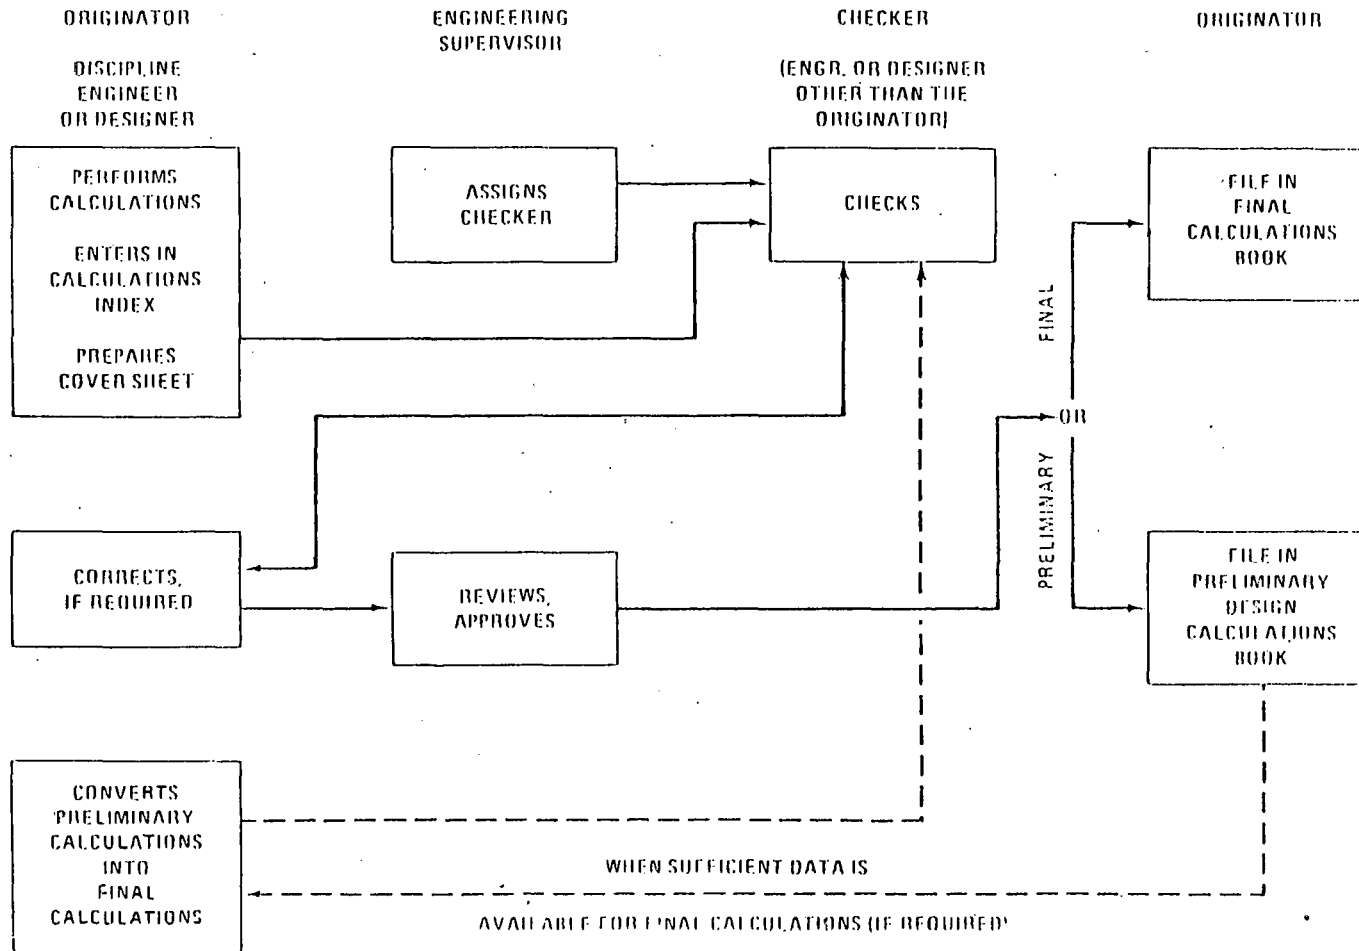 ORIGINATOR
DISCIPLINE
ENGINEER
OR DESIGNER
ENGINEERING
SUPERVISOR
CHECKER
(ENGR. OR DESIGNER
OTHER THAN THE
ORIGINATOR)
ORIGINATOR
PERFORMS
CALCULATIONS
ENTERS IN
CALCULATIONS
INDEX
PREPARES
COVER SHEET
ASSIGNS
CHECKER
CHECKS
FILE IN
FINAL
CALCULATIONS
BOOK
FINAL
OR
PRELIMINARY
CORRECTS,
IF REQUIRED
REVIEWS,
APPROVES
FILE IN
PRELIMINARY
DESIGN
CALCULATIONS
BOOK
CONVERTS
PRELIMINARY
CALCULATIONS
INTO
FINAL
CALCULATIONS
WHEN SUFFICIENT DATA IS
AVAILABLE FOR FINAL CALCULATIONS (IF REQUIRED)